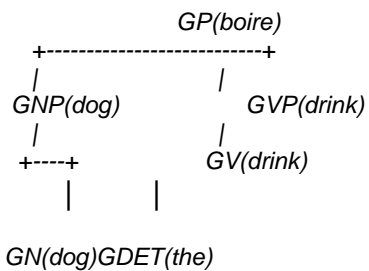 GP(boire)
+---------------------------+
/ /
GNP(dog) GVP(drink)
/ /
+----+ GV(drink)
| |
GN(dog)GDET(the)